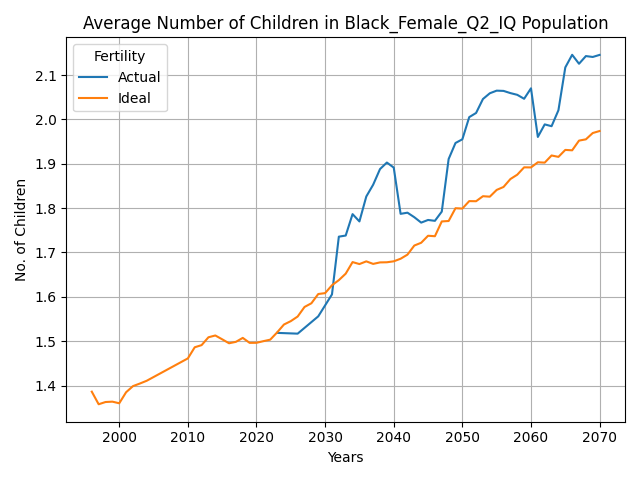 Average Number of Children in Black_Female_Q2_IQ Population
Fertility
Actual
Ideal
No. of Children
2.1
2.0
1.9
1.8
1.7
1.6
1.5
1.4
2000 2010 2020 2030 2040 2050 2060 2070
Years